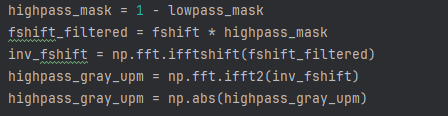 highpass_mask = 1 - lowpass_mask
fshift_filtered = fshift * highpass_mask
inv_fshift = np.fft.ifftshift(fshift_filtered)
highpass_gray_upm = np.fft.ifft2(inv_fshift)
highpass_gray_upm = np.abs(highpass_gray_upm)